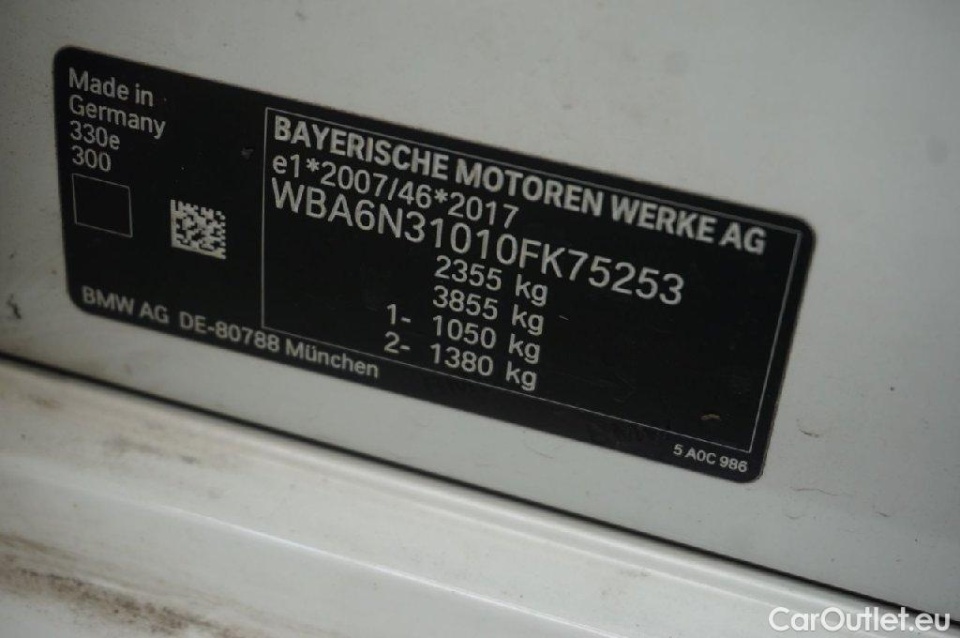 Made in
Germany
330e
300
BMW AG DE-80788 München
BAYERISCHE MOTOREN WERKE AG
e1*2007/46*2017
WBA6N31010FK75253
2355 kg
3855 kg
1- 1050 kg
2- 1380 kg
5 A0C 986
CarOutlet.eu